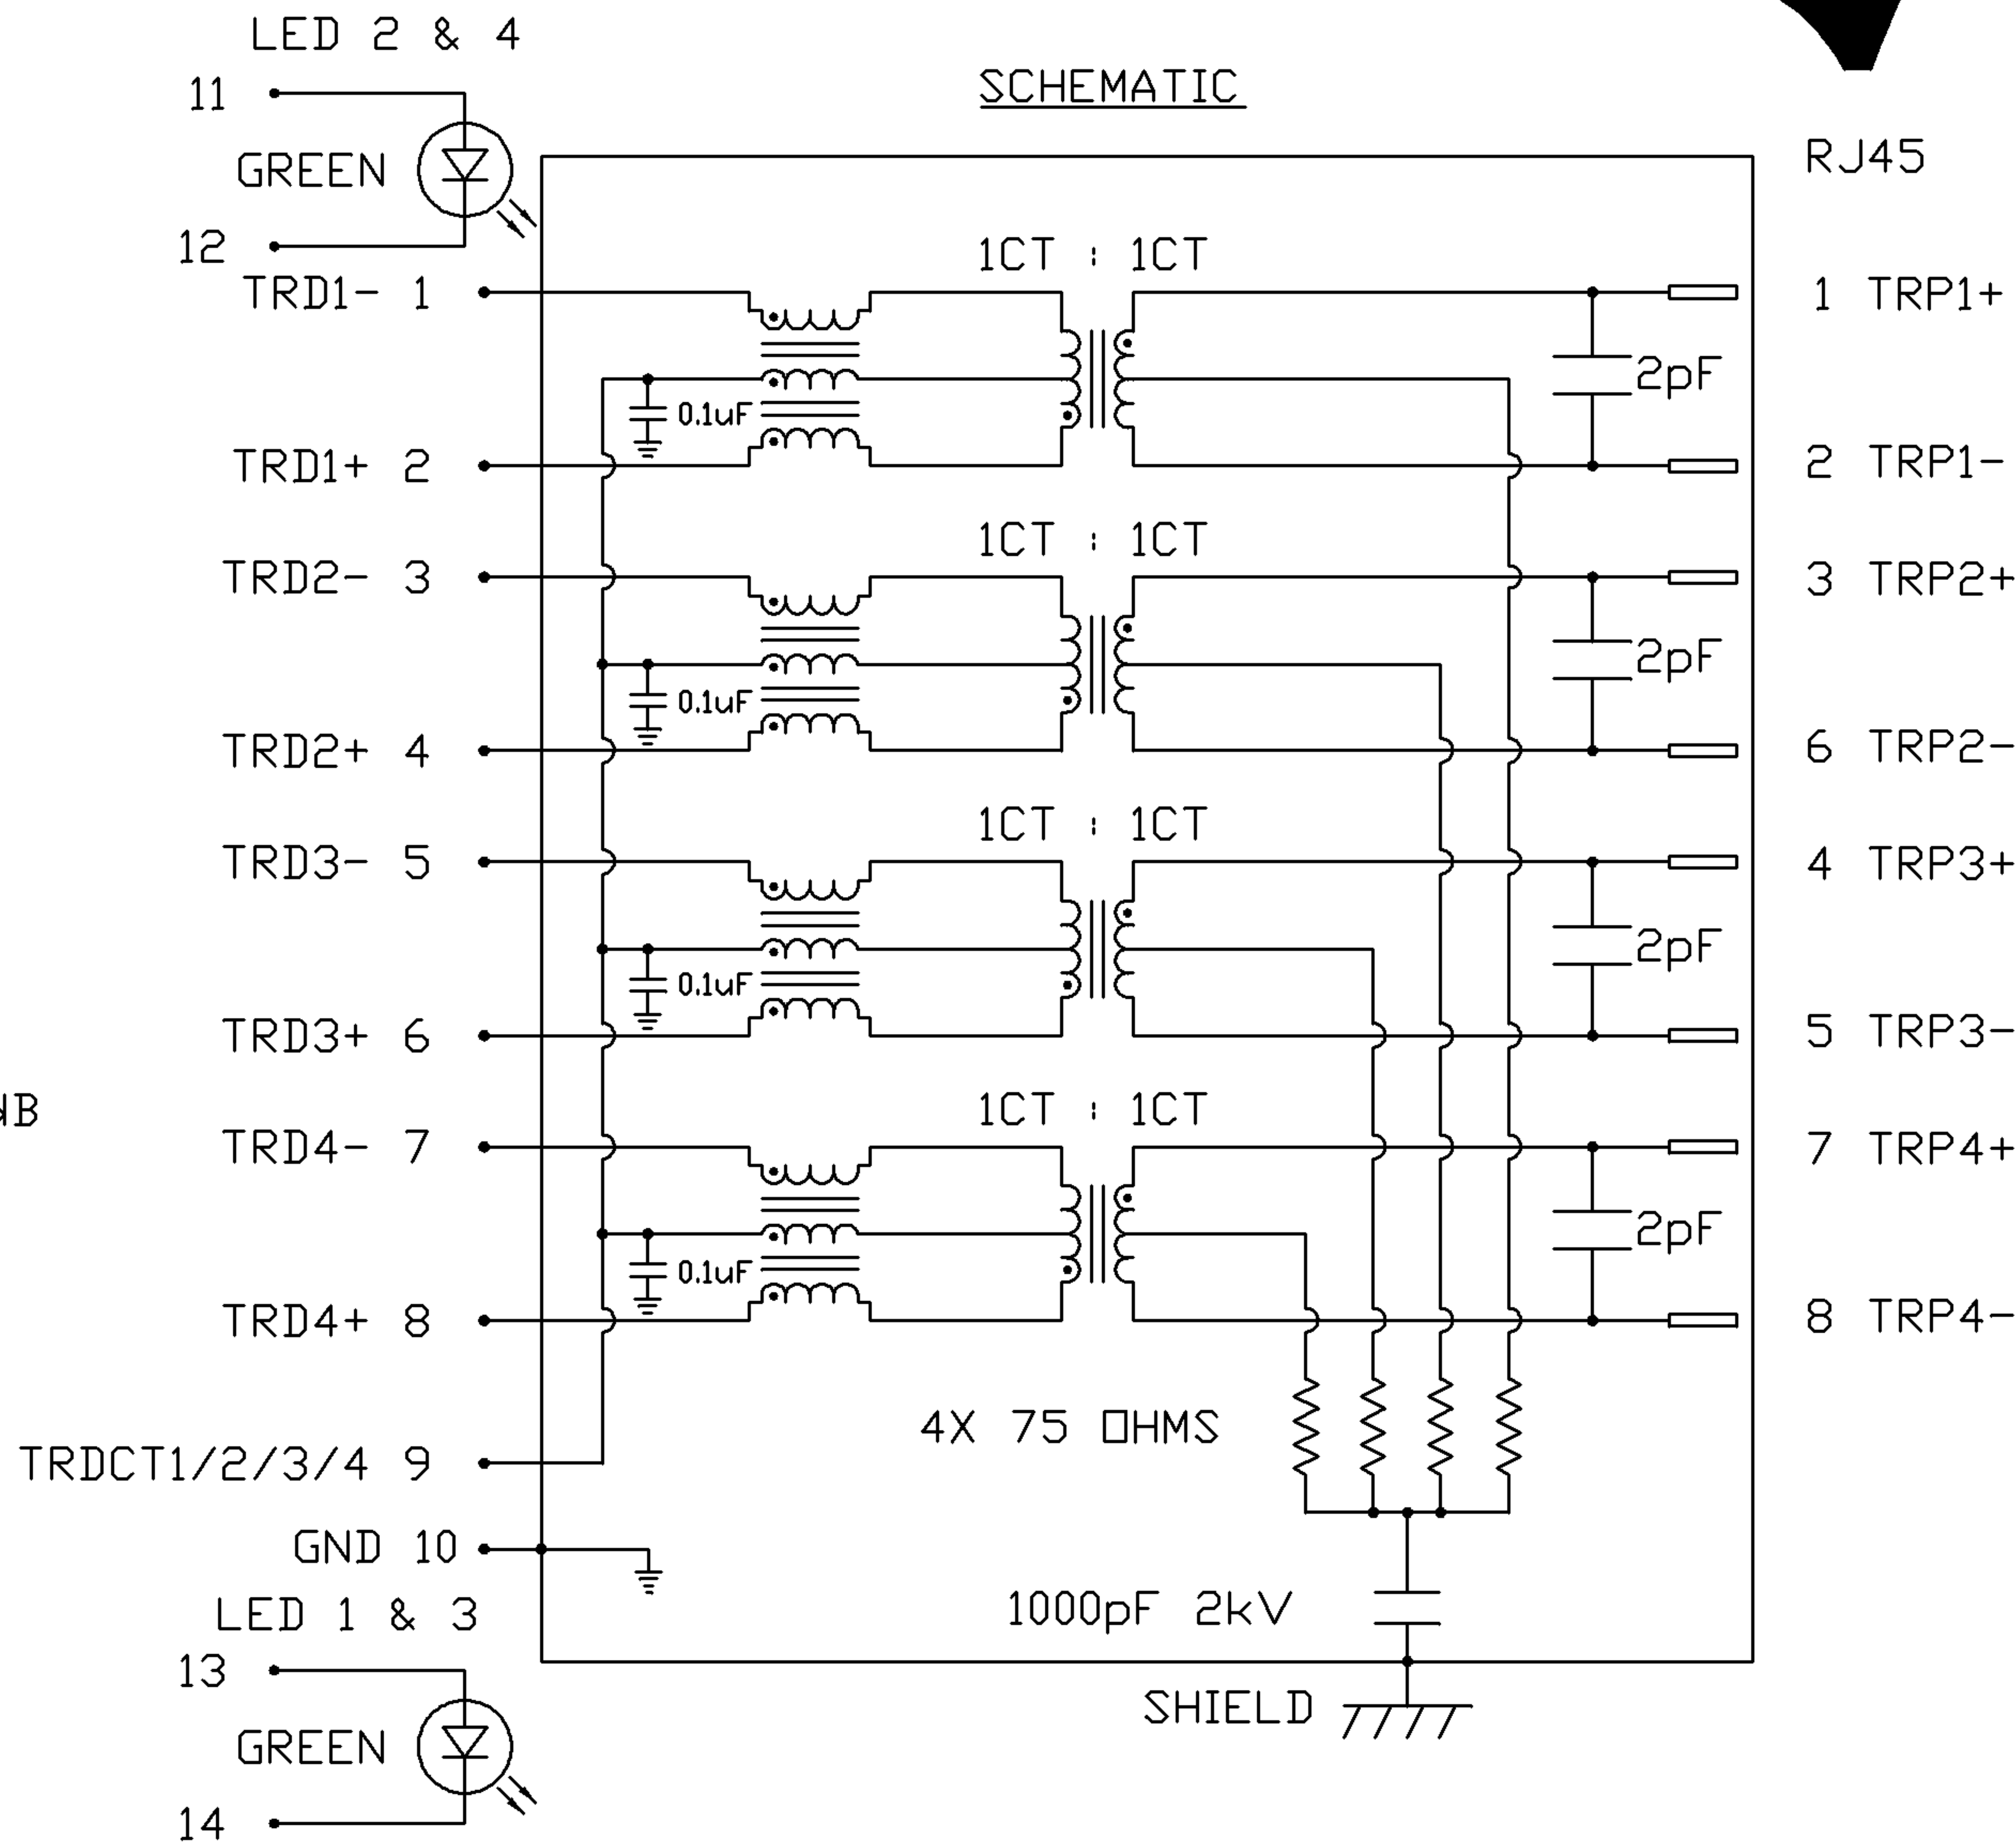 LED 2 & 4
11
SCHEMATIC
GREEN
RJ45
12
1CT : 1CT
TRD1- 1
1 TRP1+
2pF
0.1uF
TRD1+ 2
2 TRP1-
1CT : 1CT
TRD2- 3
3 TRP2+
2pF
0.1uF
TRD2+ 4
6 TRP2-
1CT : 1CT
TRD3- 5
4 TRP3+
2pF
0.1uF
TRD3+ 6
5 TRP3-
1CT : 1CT
TRD4- 7
7 TRP4+
2pF
0.1uF
TRD4+ 8
8 TRP4-
4X 75 OHMS
TRDCT1/2/3/4 9
GND 10
LED 1 & 3
1000pF 2kV
13
SHIELD
GREEN
14